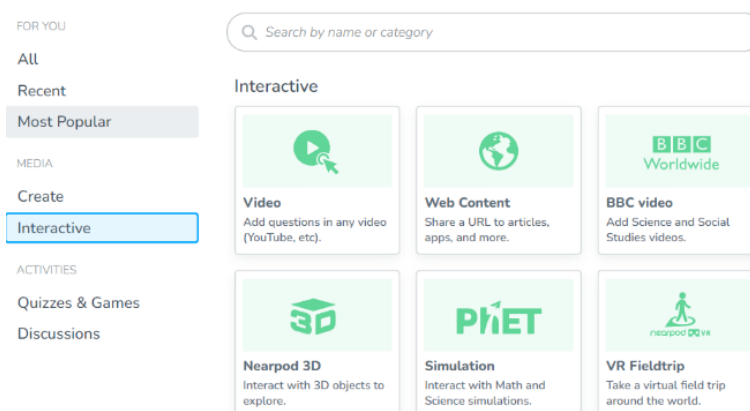 FOR YOU
All
Recent
Most Popular
MEDIA
Create
Interactive
ACTIVITIES
Quizzes & Games
Discussions
Search by name or category
Interactive
Video
Add questions in any video
(YouTube, etc).
Web Content
Share a URL to articles,
apps, and more.
BBC
Worldwide
BBC video
Add Science and Social
Studies videos.
3D
Nearpod 3D
Interact with 3D objects to
explore.
PhET
Simulation
Interact with Math and
Science simulations.
nearpod VR
VR Fieldtrip
Take a virtual field trip
around the world.